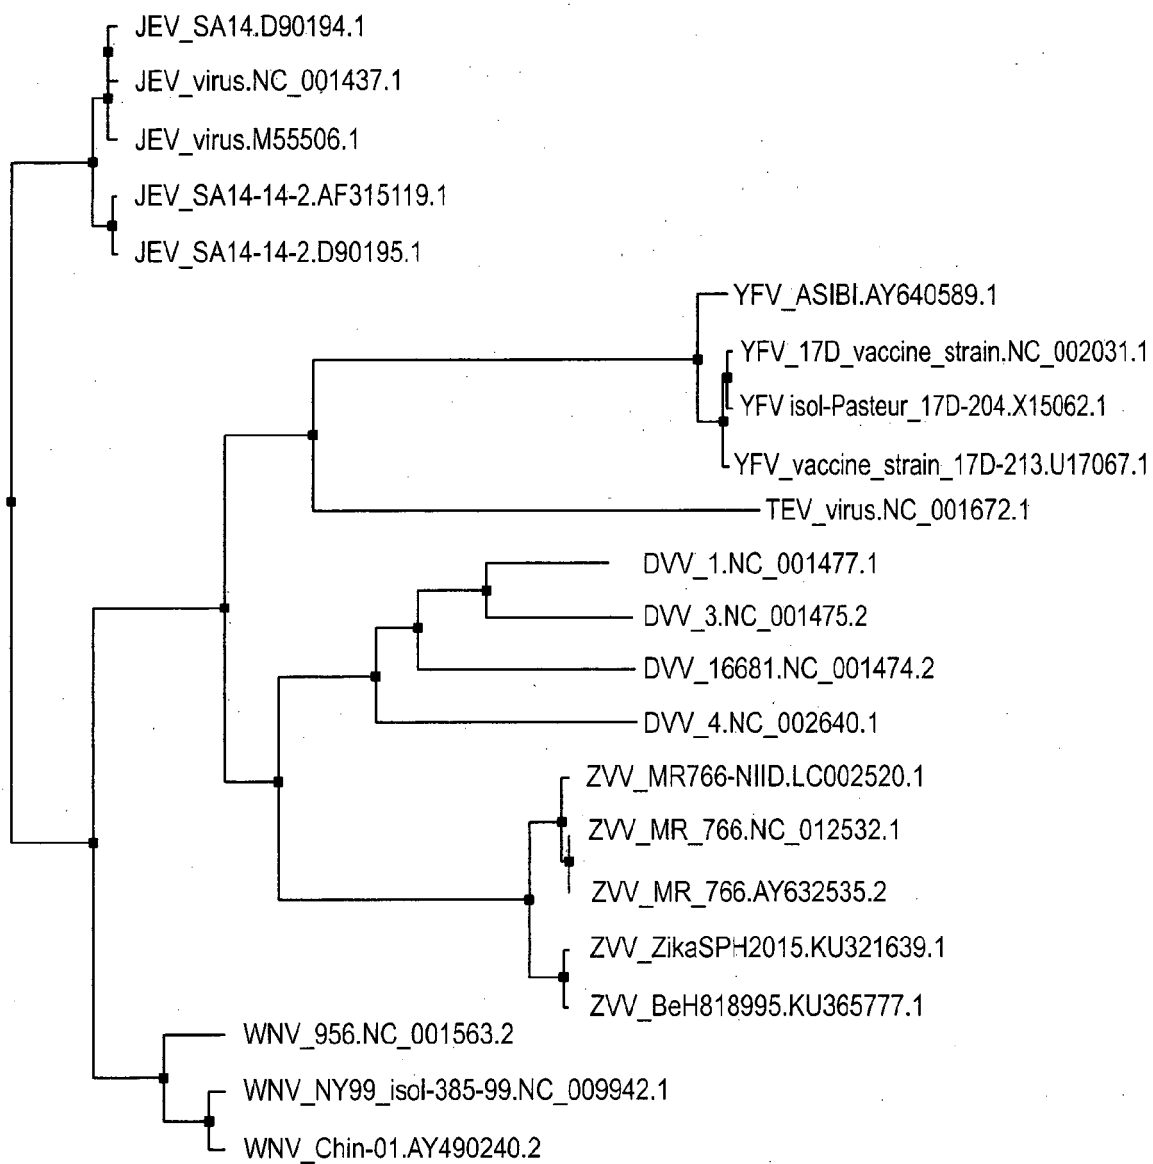 JEV_SA14.D90194.1
JEV_virus.NC_001437.1
JEV_virus.M55506.1
JEV_SA14-14-2.AF315119.1
JEV_SA14-14-2.D90195.1
YFV_ASIBI.AY640589.1
YFV_17D_vaccine_strain.NC_002031.1
YFV isol-Pasteur_17D-204.X15062.1
YFV_vaccine_strain_17D-213.U17067.1
TEV_virus.NC_001672.1
DVV_1.NC_001477.1
DVV_3.NC_001475.2
DVV_16681.NC_001474.2
DVV_4.NC_002640.1
ZVV_MR766-NIID.LC002520.1
ZVV_MR_766.NC_012532.1
ZVV_MR_766.AY632535.2
ZVV_ZikaSPH2015.KU321639.1
ZVV_BeH818995.KU365777.1
WNV_956.NC_001563.2
WNV_NY99_isol-385-99.NC_009942.1
WNV_Chin-01.AY490240.2